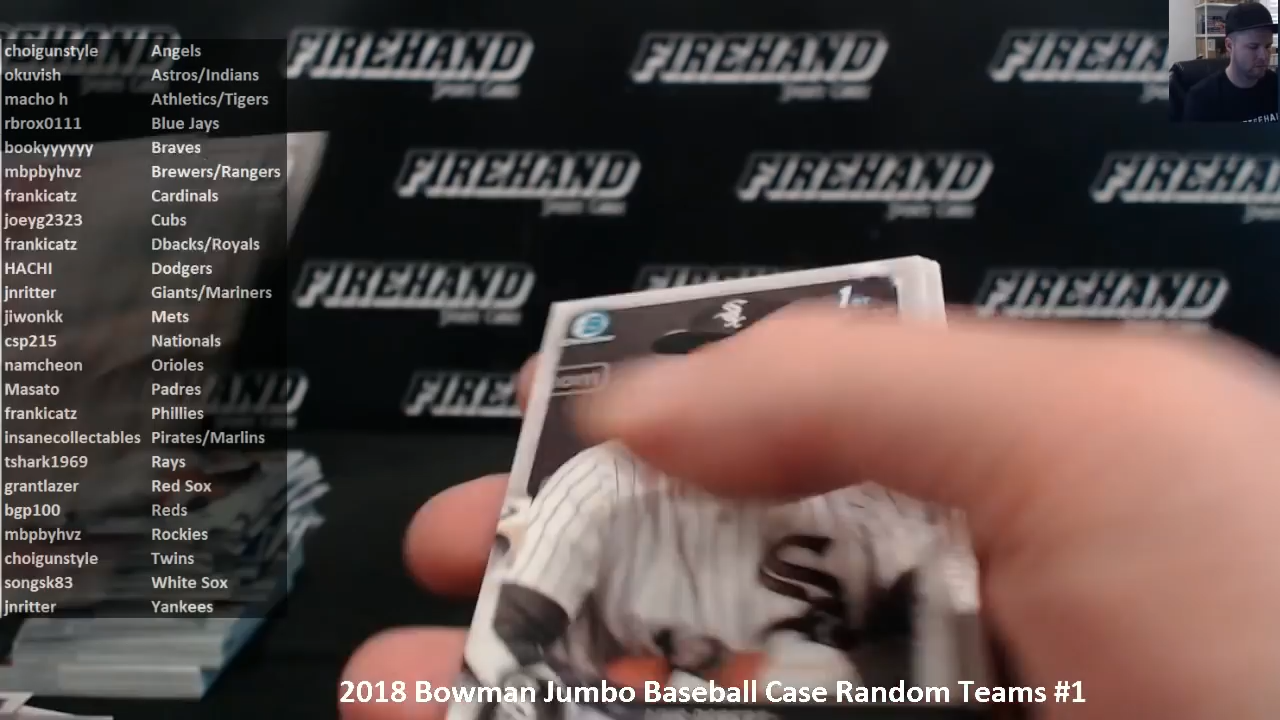 choigunstyle Angels
okuvish Astros/Indians
macho h Athletics/Tigers
rbrox0111 Blue Jays
bookyyyyyy Braves
mbpbyhvz Brewers/Rangers
frankicatz Cardinals
joeyg2323 Cubs
frankicatz Dbacks/Royals
HACHI Dodgers
jnritter Giants/Mariners
jiwonkk Mets
csp215 Nationals
namcheon Orioles
Masato Padres
frankicatz Phillies
insanecollectables Pirates/Marlins
tshark1969 Rays
grantlazer Red Sox
bgp100 Reds
mbpbyhvz Rockies
choigunstyle Twins
songsk83 White Sox
jnritter Yankees
FIREHAND FIREHAND FIREHAND
FIREHAND FIREHAND FIREHAND
FIREHAND FIREHAND
Sox
2018 Bowman Jumbo Baseball Case Random Teams #1